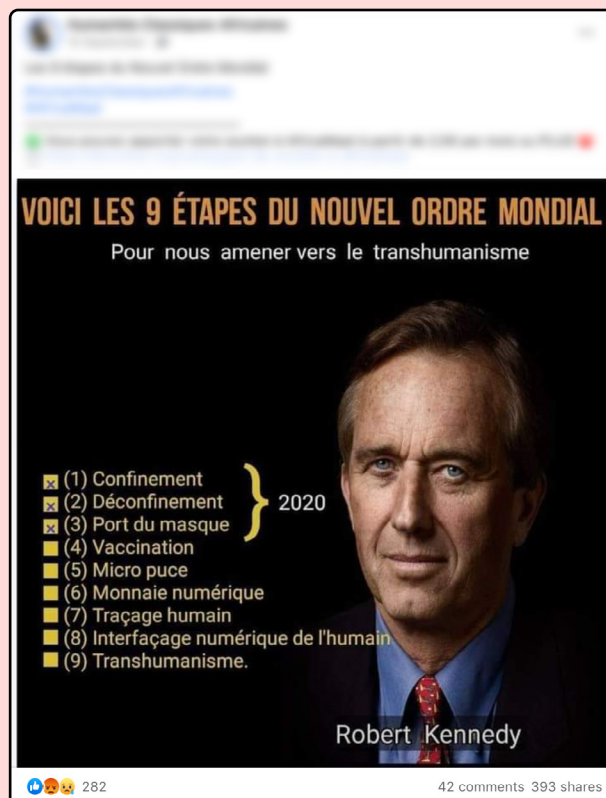 VOICI LES 9 ÉTAPES DU NOUVEL ORDRE MONDIAL
Pour nous amener vers le transhumanisme
(1) Confinement
(2) Déconfinement
(3) Port du masque
2020
(4) Vaccination
(5) Micro puce
(6) Monnaie numérique
(7) Traçage humain
(8) Interfaçage numérique de l'humain
(9) Transhumanisme.
Robert Kennedy
282
42 comments 393 shares